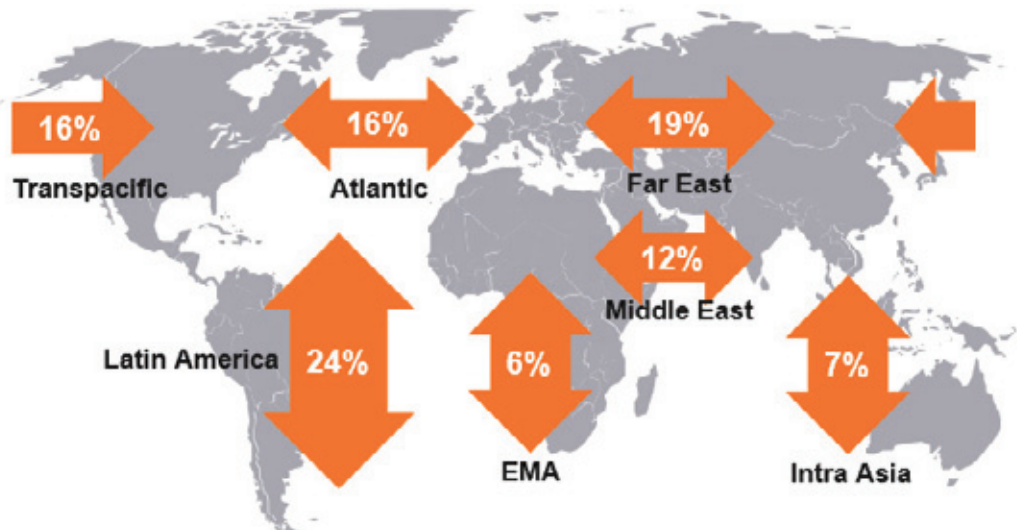 16%
Transpacific
16%
Atlantic
19%
Far East
12%
Middle East
Latin America
24%
6%
EMA
7%
Intra Asia